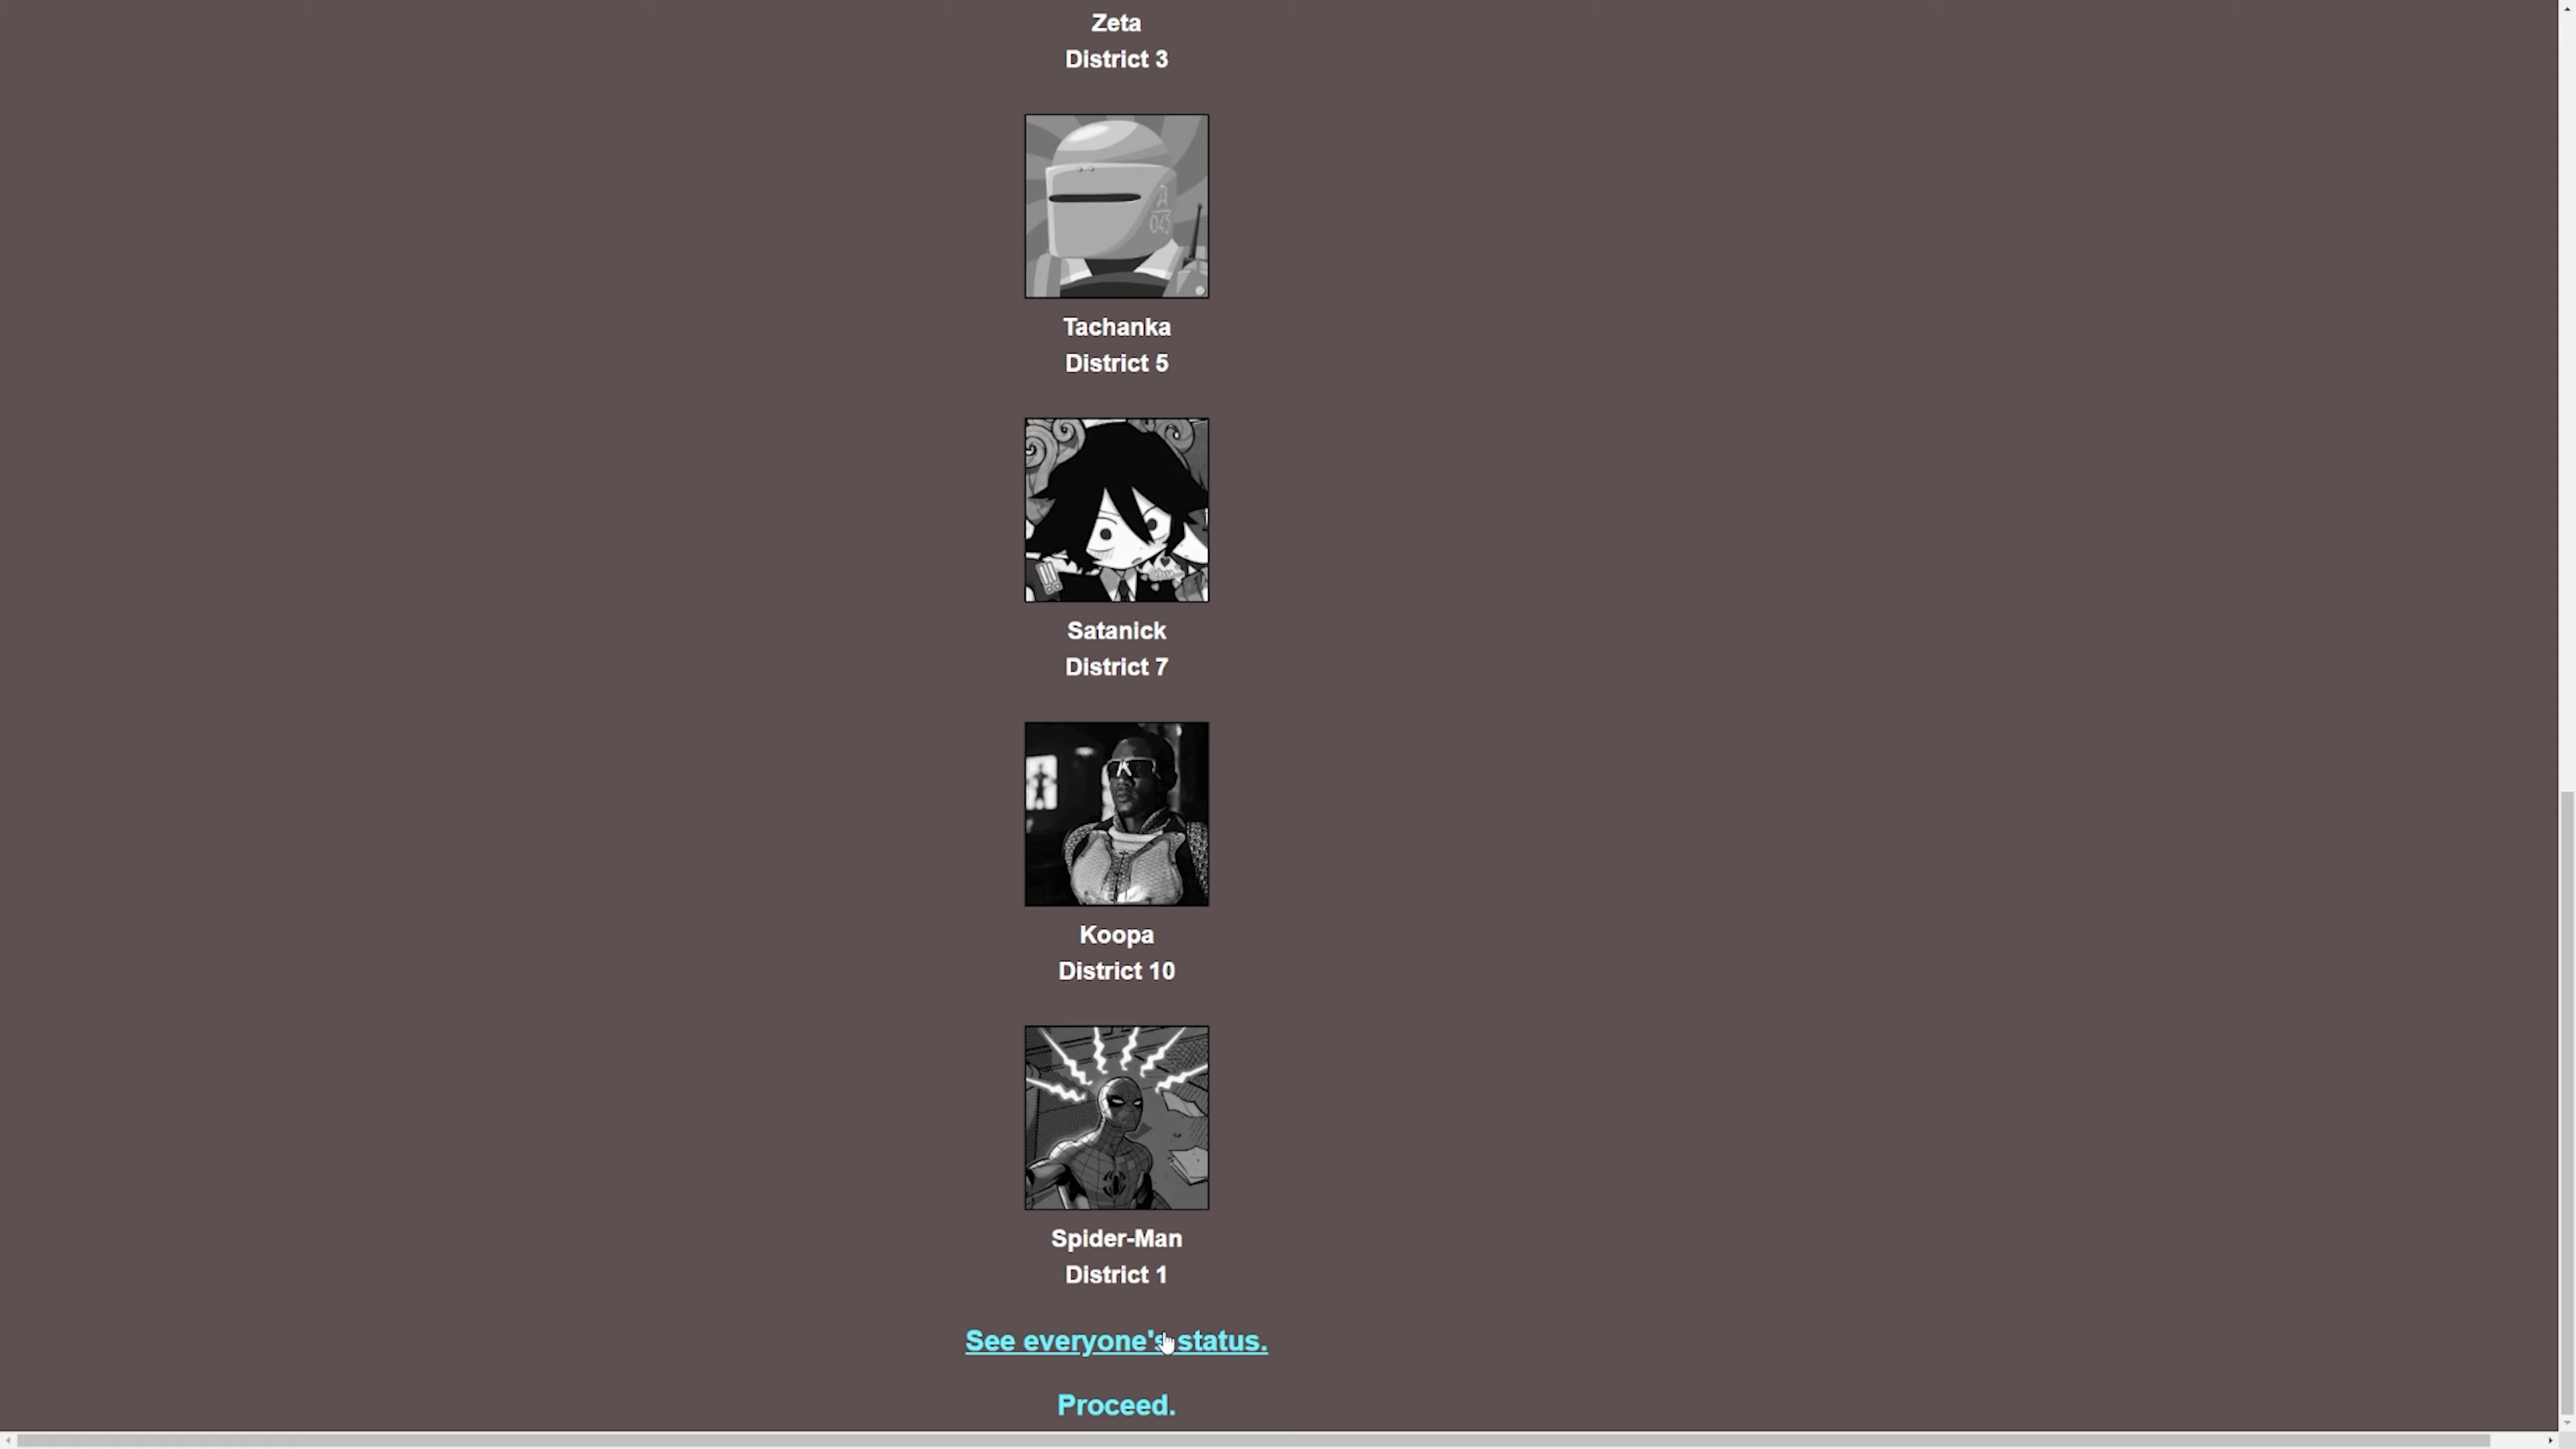 Zeta
District 3
Д
043
Tachanka
District 5
Satanick
District 7
Koopa
District 10
Spider-Man
District 1
See everyone's status.
Proceed.